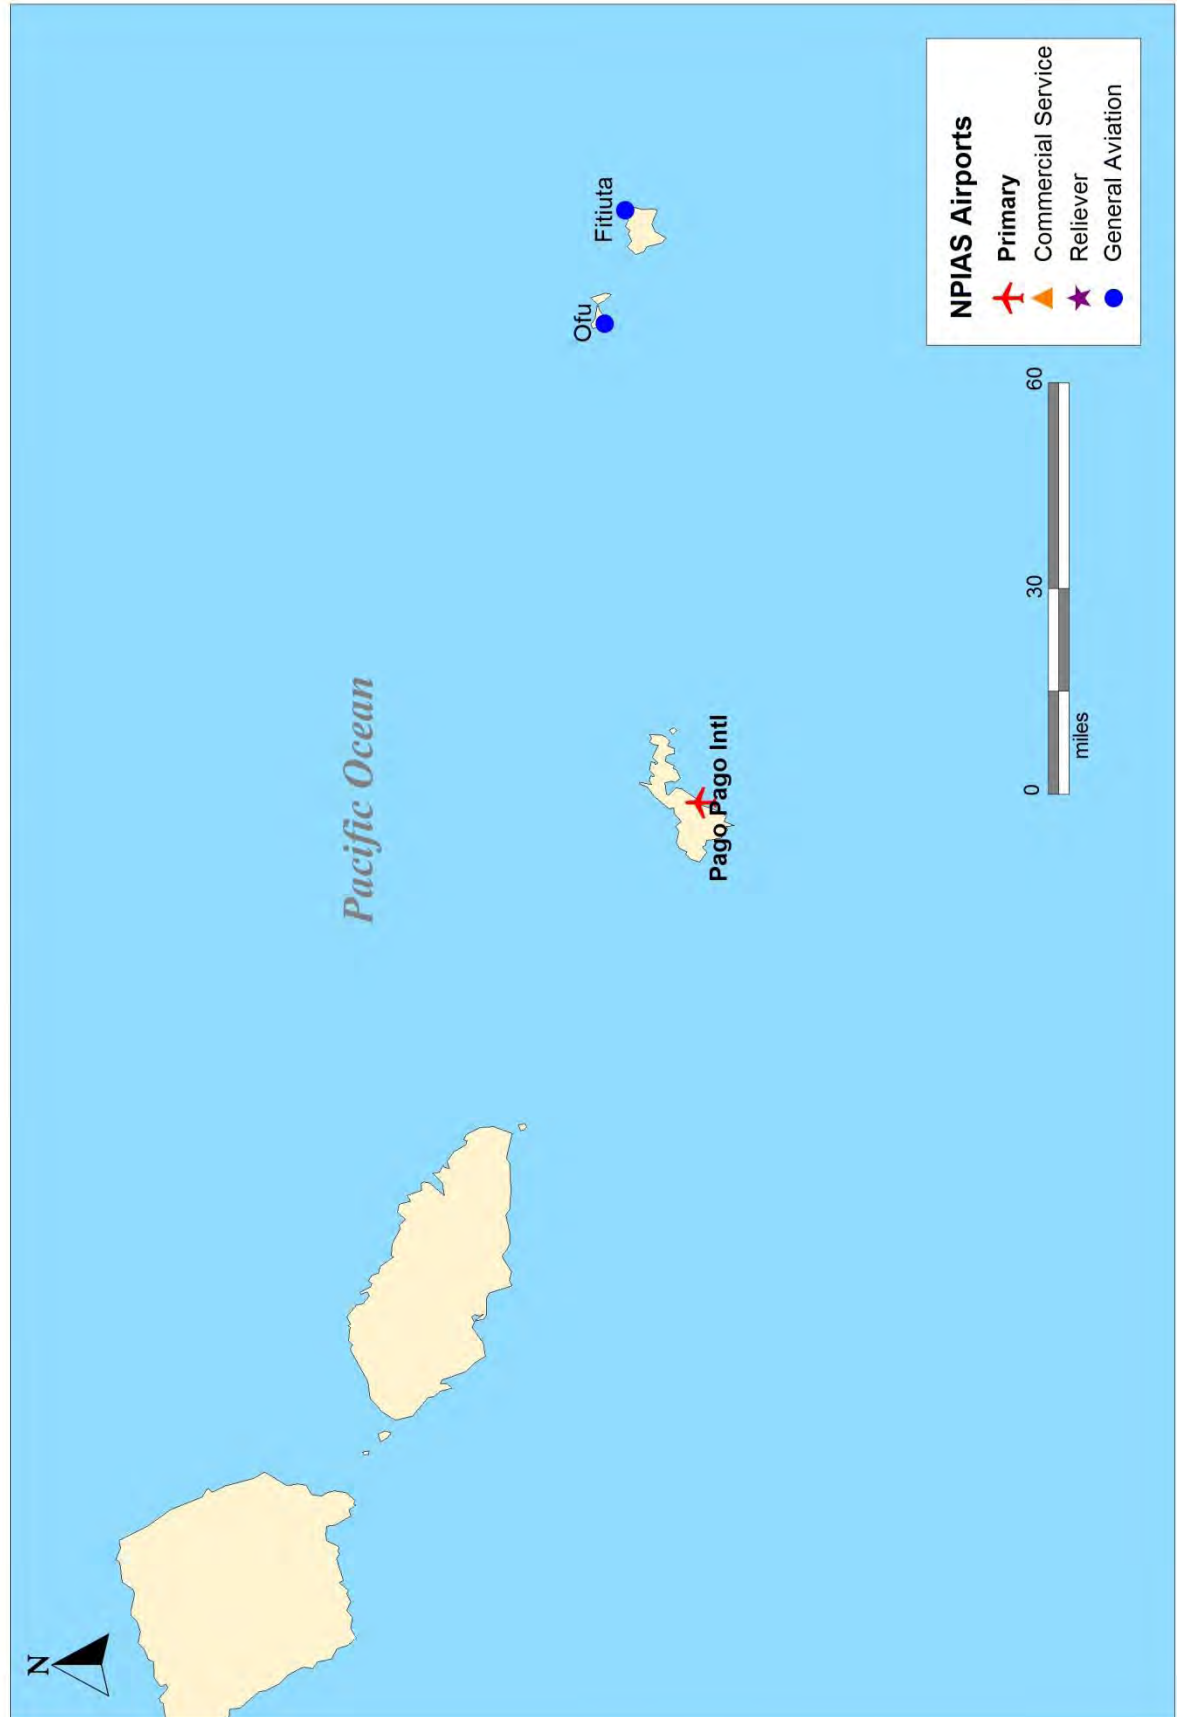 N
Pacific Ocean
Ofu
Fitiuta
Pago Pago Intl
0
30
60
miles
NPIAS Airports
Primary
Commercial Service
Reliever
General Aviation